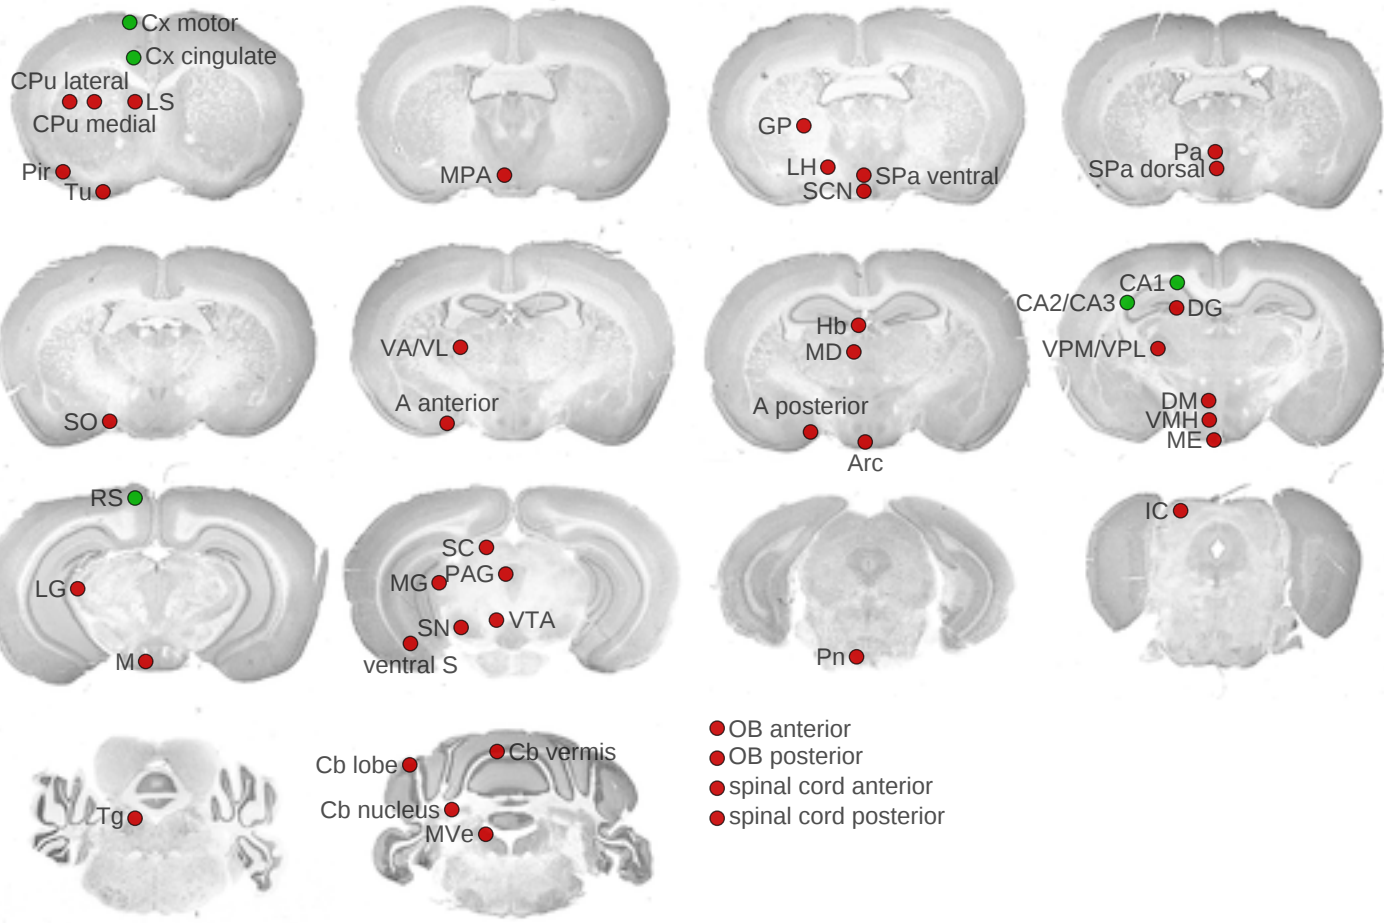 Cx motor
Cx cingulate
CPu lateral
LS
CPu medial
Pir
Tu
MPA
GP
LH
SPa ventral
SCN
Pa
SPa dorsal
SO
VA/VL
A anterior
Hb
MD
A posterior
Arc
CA1
CA2/CA3
DG
VPM/VPL
DM
VMH
ME
RS
LG
M
SC
MG
PAG
SN
VTA
ventral S
Pn
IC
Tg
Cb vermis
Cb lobe
Cb nucleus
MVe
OB anterior
OB posterior
spinal cord anterior
spinal cord posterior